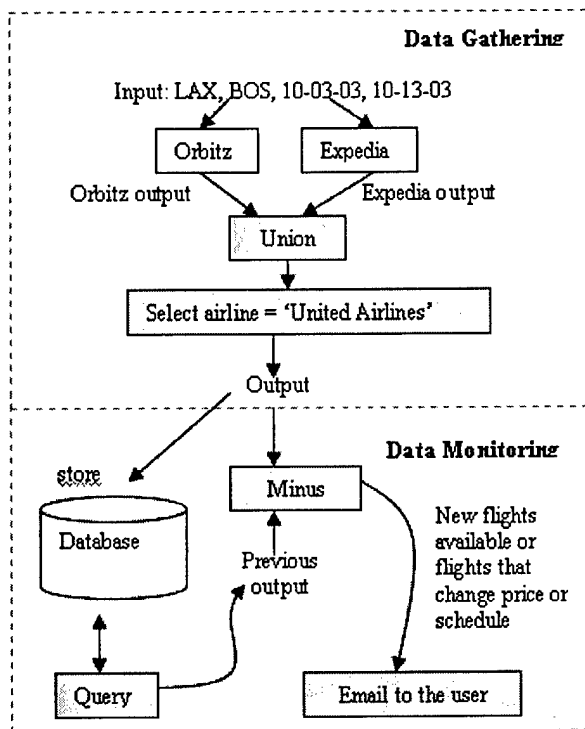 Data Gathering
Input: LAX, BOS, 10-03-03, 10-13-03
Orbitz
Expedia
Orbitz output
Expedia output
Union
Select airline = ‘United Airlines’
Output
Data Monitoring
store
Minus
Database
New flights
available or
flights that
change price or
schedule
Previous
output
Query
Email to the user